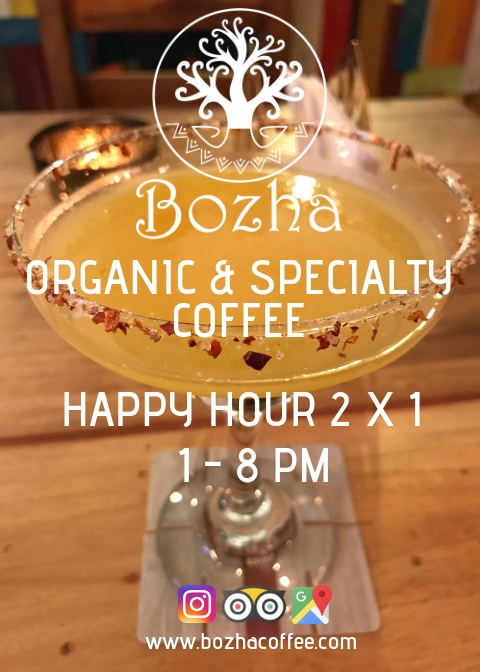 Bozha
ORGANIC & SPECIALTY
COFFEE
HAPPY HOUR 2 X 1
1 - 8 PM
www.bozhacoffee.com